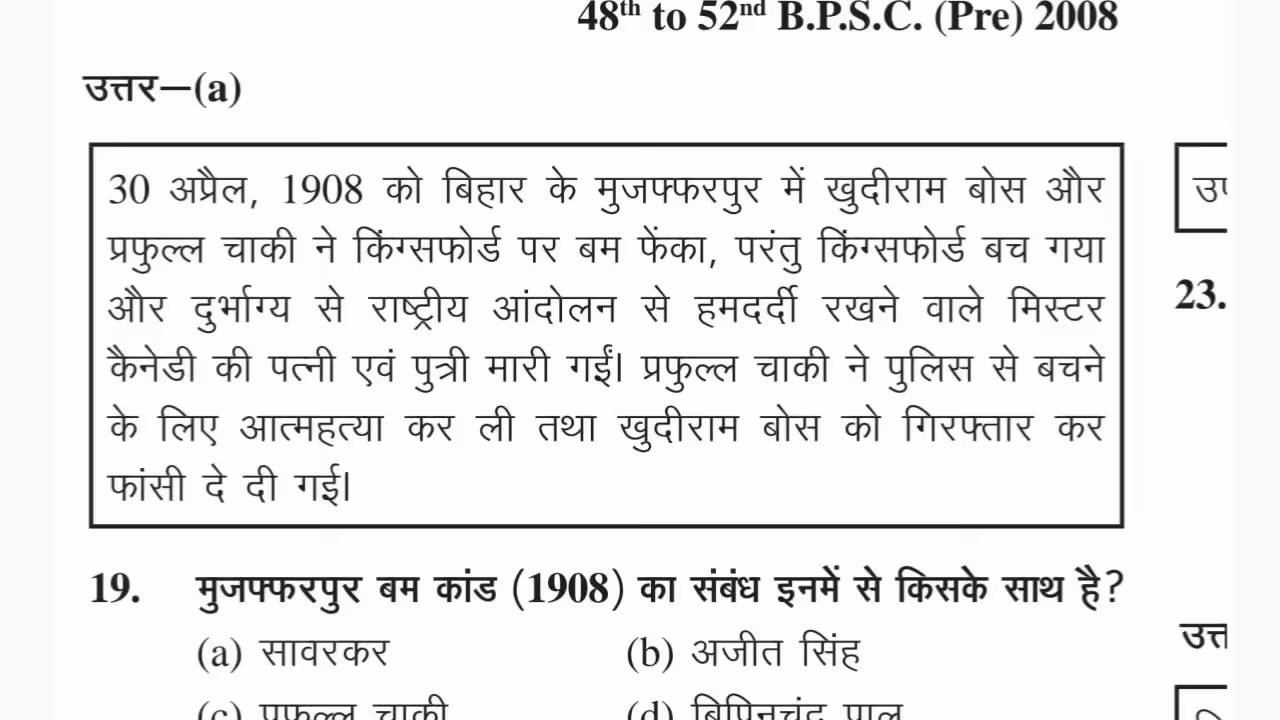 48th to 52nd B.P.S.C. (Pre) 2008
उत्तर—(a)
30 अप्रैल, 1908 को बिहार के मुजफ्फरपुर में खुदीराम बोस और
प्रफुल्ल चाकी ने किंग्सफोर्ड पर बम फेंका, परंतु किंग्सफोर्ड बच गया
और दुर्भाग्य से राष्ट्रीय आंदोलन से हमदर्दी रखने वाले मिस्टर
कैनेडी की पत्नी एवं पुत्री मारी गईं। प्रफुल्ल चाकी ने पुलिस से बचने
के लिए आत्महत्या कर ली तथा खुदीराम बोस को गिरफ्तार कर
फांसी दे दी गई।
19. मुजफ्फरपुर बम कांड (1908) का संबंध इनमें से किसके साथ है?
(a) सावरकर (b) अजीत सिंह
(c) प्रफुल्ल चाकी (d) बिपिनचंद्र पाल
23.